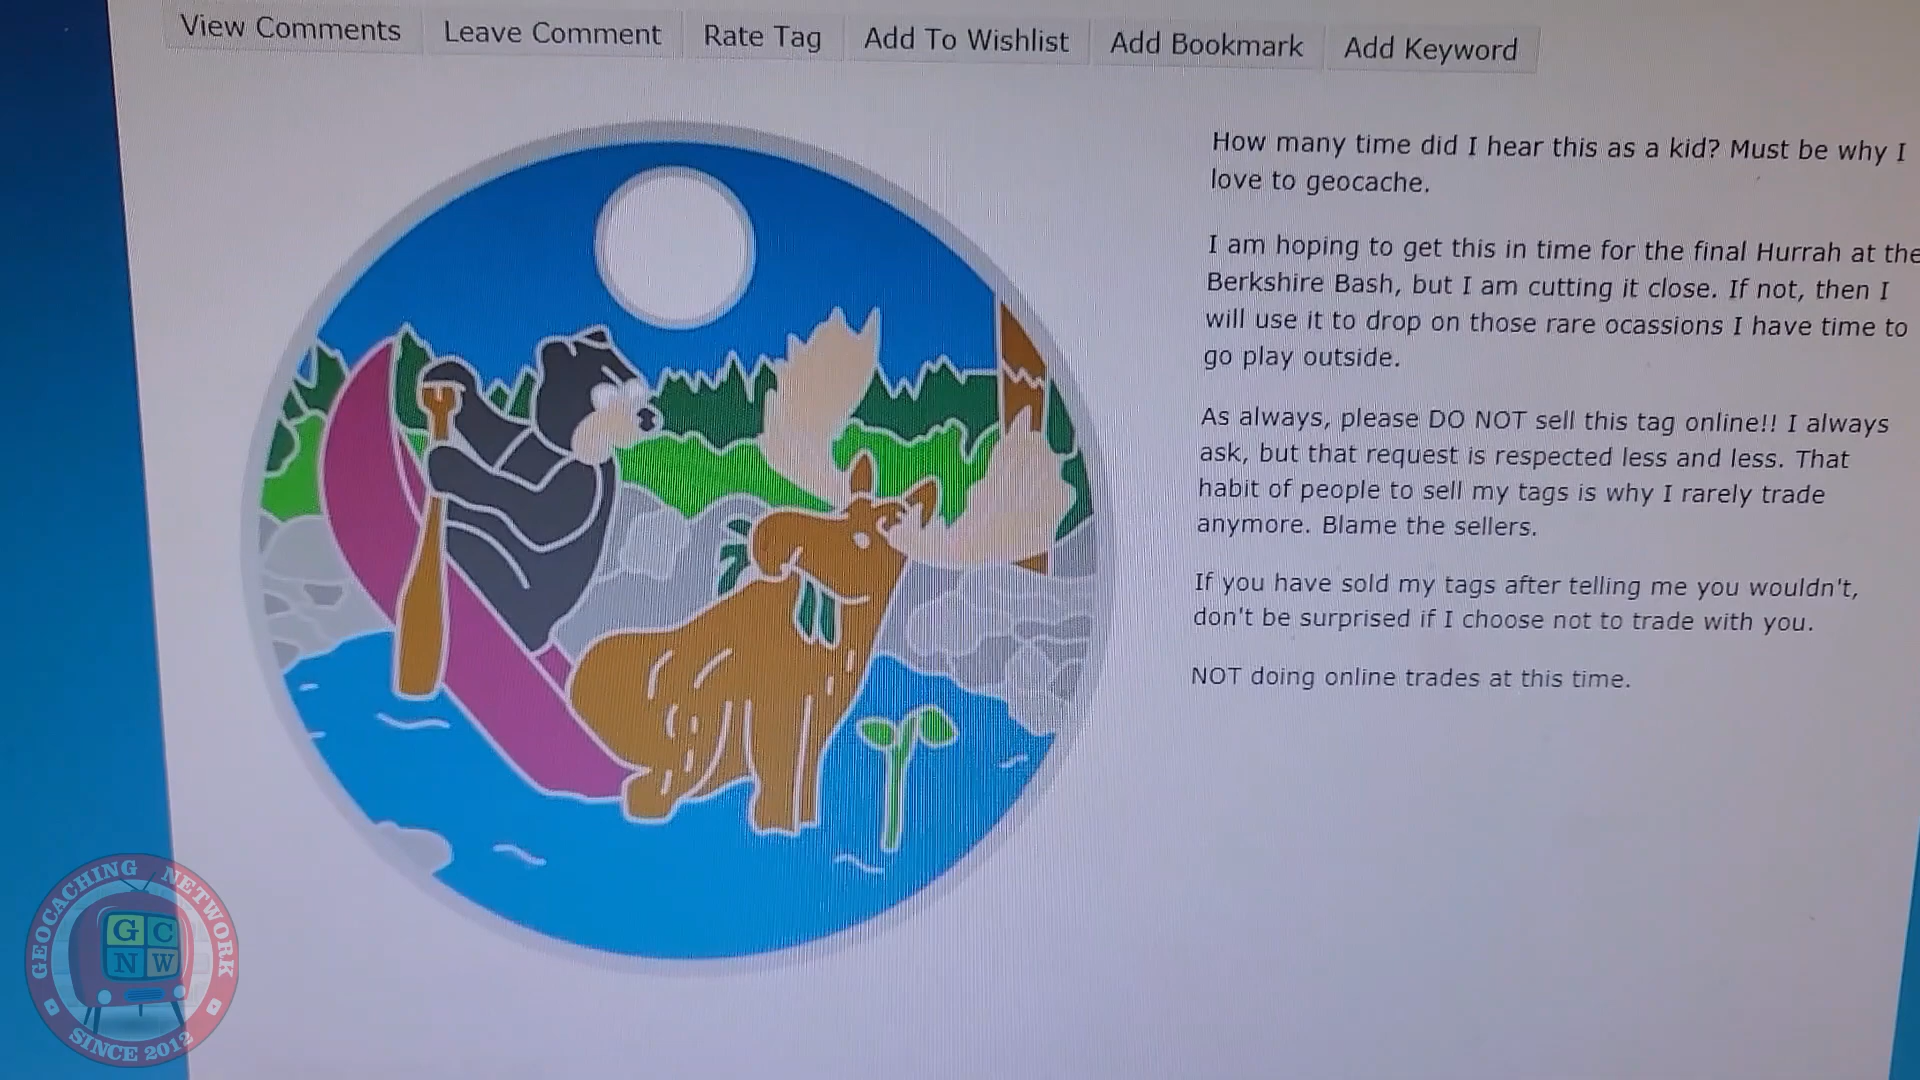 View Comments
Leave Comment
Rate Tag
Add To Wishlist
Add Bookmark
Add Keyword
How many time did I hear this as a kid? Must be why I
love to geocache.
I am hoping to get this in time for the final Hurrah at the
Berkshire Bash, but I am cutting it close. If not, then I
will use it to drop on those rare ocassions I have time to
go play outside.
As always, please DO NOT sell this tag online!! I always
ask, but that request is respected less and less. That
habit of people to sell my tags is why I rarely trade
anymore. Blame the sellers.
If you have sold my tags after telling me you wouldn't,
don't be surprised if I choose not to trade with you.
NOT doing online trades at this time.
GEOCACHING NETWORK
G C
N W
SINCE 2012